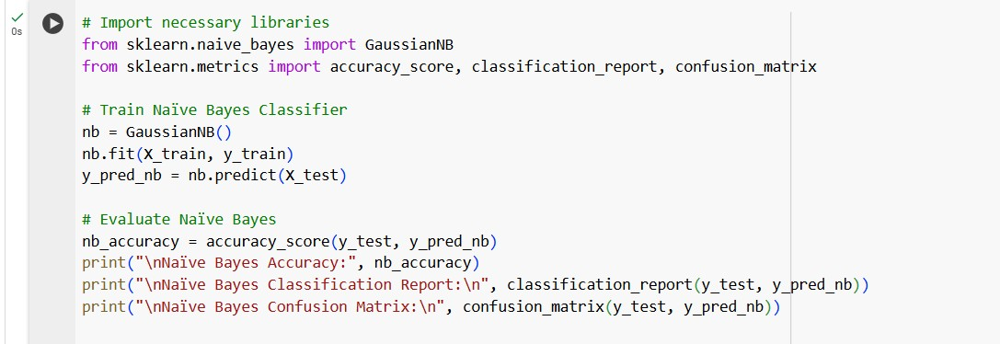 # Import necessary libraries
from sklearn.naive_bayes import GaussianNB
from sklearn.metrics import accuracy_score, classification_report, confusion_matrix
0s
# Train Naïve Bayes Classifier
nb = GaussianNB()
nb.fit(X_train, y_train)
y_pred_nb = nb.predict(X_test)
# Evaluate Naïve Bayes
nb_accuracy = accuracy_score(y_test, y_pred_nb)
print("\nNaïve Bayes Accuracy:", nb_accuracy)
print("\nNaïve Bayes Classification Report:\n", classification_report(y_test, y_pred_nb))
print("\nNaïve Bayes Confusion Matrix:\n", confusion_matrix(y_test, y_pred_nb))